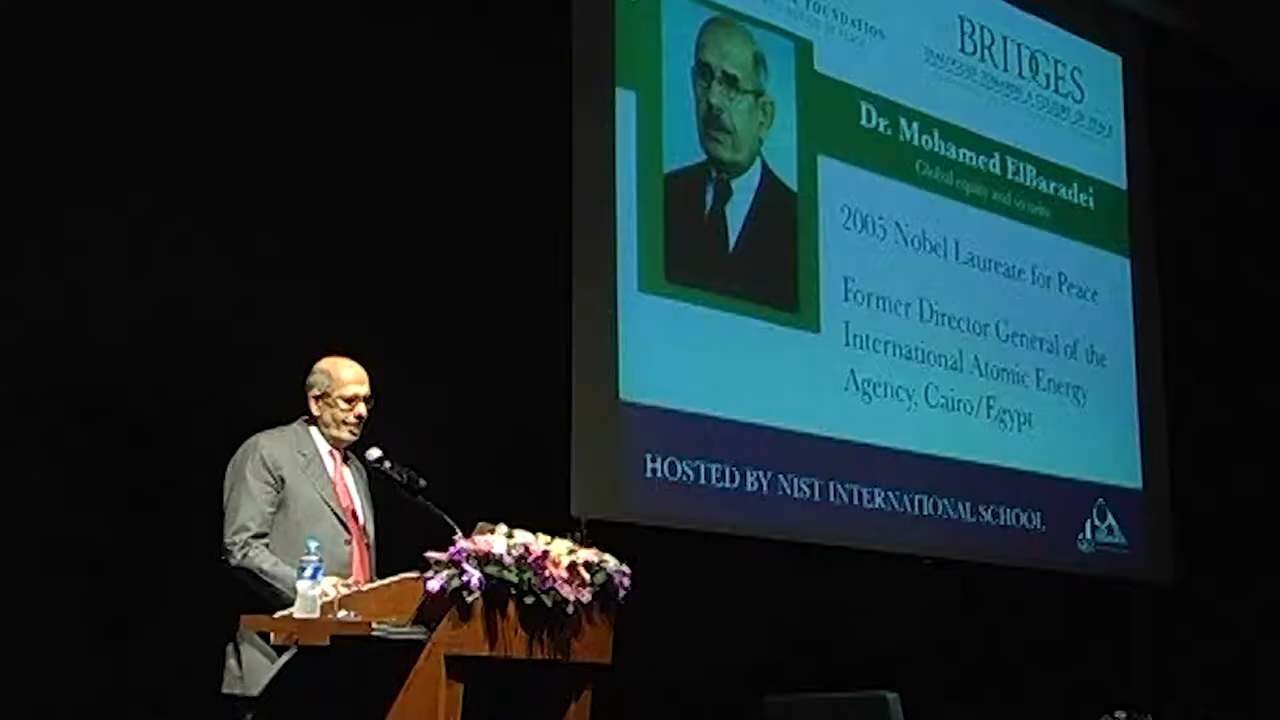 FOUNDATION
BRIDGES
Dr. Mohamed ElBaradei
Global equity and security
2005 Nobel Laureate for Peace
Former Director General of the
International Atomic Energy
Agency, Cairo/Egypt
HOSTED BY NIST INTERNATIONAL SCHOOL